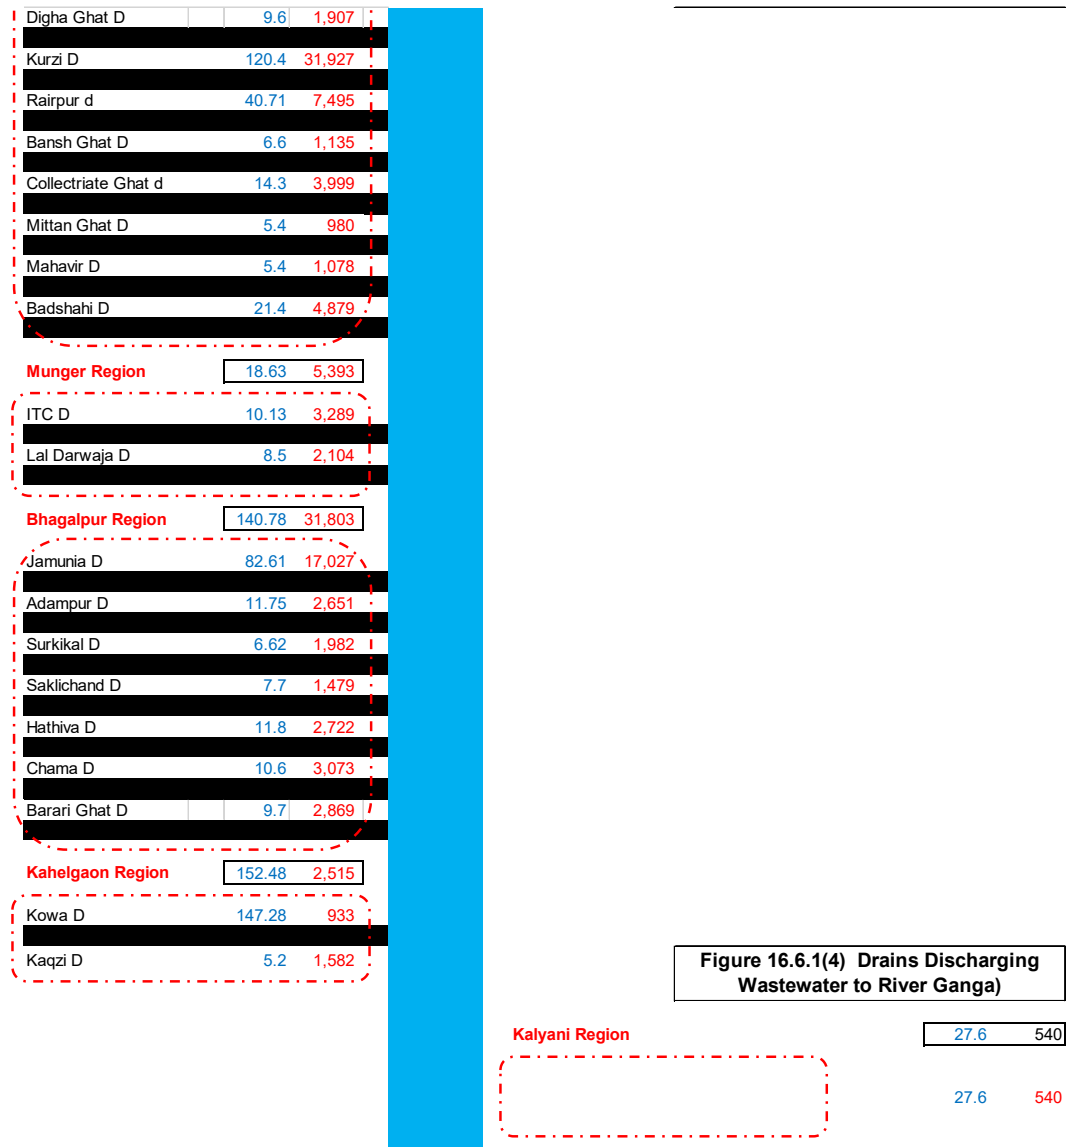 Digha Ghat D 9.6 1,907
Kurzi D 120.4 31,927
Rairpur d 40.71 7,495
Bansh Ghat D 6.6 1,135
Collectriate Ghat d 14.3 3,999
Mittan Ghat D 5.4 980
Mahavir D 5.4 1,078
Badshahi D 21.4 4,879
Munger Region 18.63 5,393
ITC D 10.13 3,289
Lal Darwaja D 8.5 2,104
Bhagalpur Region 140.78 31,803
Jamunia D 82.61 17,027
Adampur D 11.75 2,651
Surkikal D 6.62 1,982
Saklichand D 7.7 1,479
Hathiva D 11.8 2,722
Chama D 10.6 3,073
Barari Ghat D 9.7 2,869
Kahelgaon Region 152.48 2,515
Kowa D 147.28 933
Kaqzi D 5.2 1,582
Figure 16.6.1(4) Drains Discharging
Wastewater to River Ganga)
Kalyani Region 27.6 540
27.6 540